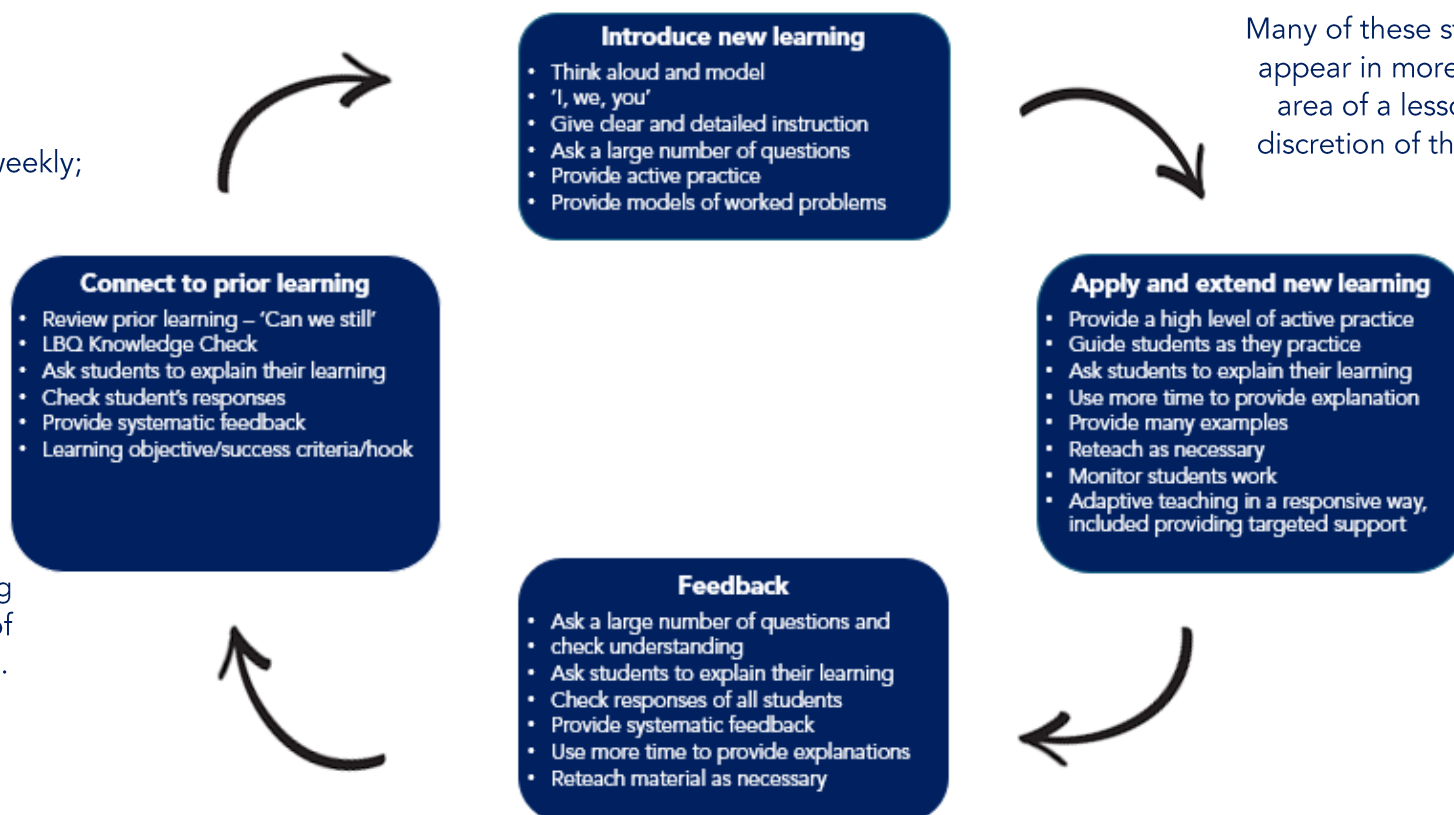 Introduce new learning
• Think aloud and model
• 'I, we, you'
• Give clear and detailed instruction
• Ask a large number of questions
• Provide active practice
• Provide models of worked problems
Many of these
appear in more
area of a
discretion of
weekly;
Connect to prior learning
• Review prior learning – 'Can we still'
• LBQ Knowledge Check
• Ask students to explain their learning
• Check student's responses
• Provide systematic feedback
• Learning objective/success criteria/hook
Apply and extend new learning
• Provide a high level of active practice
• Guide students as they practice
• Ask students to explain their learning
• Use more time to provide explanation
• Provide many examples
• Reteach as necessary
• Monitor students work
• Adaptive teaching in a responsive way,
included providing targeted support
of
.
Feedback
• Ask a large number of questions and
• check understanding
• Ask students to explain their learning
• Check responses of all students
• Provide systematic feedback
• Use more time to provide explanations
• Reteach material as necessary